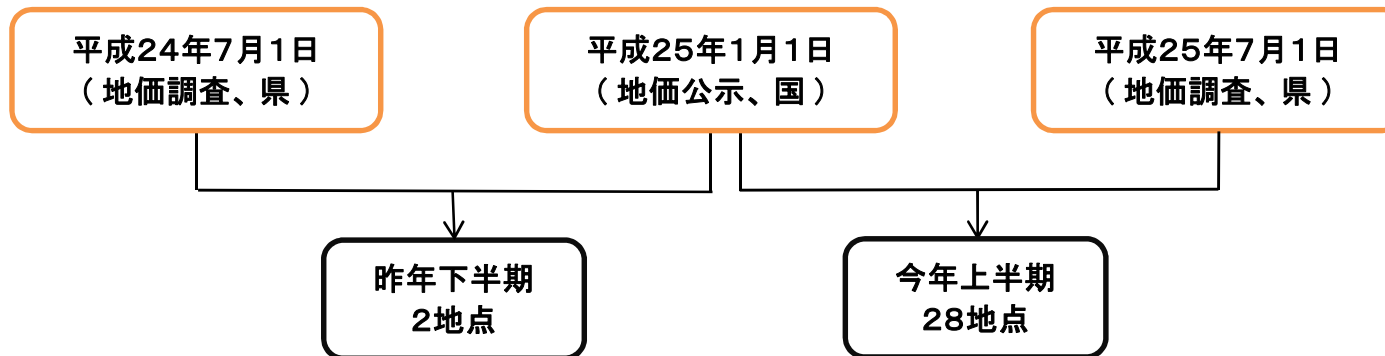 平成24年7月1日
（地価調査、県）
平成25年1月1日
（地価公示、国）
平成25年7月1日
（地価調査、県）
昨年下半期
2地点
今年上半期
28地点